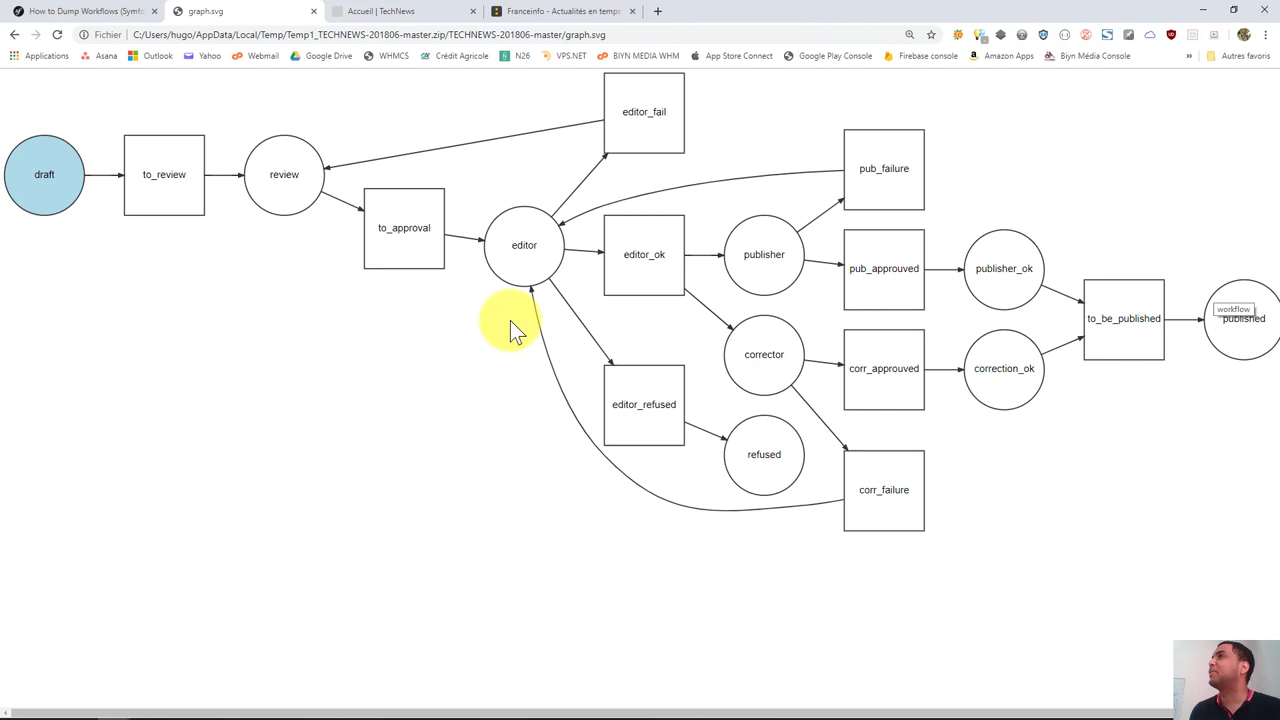 How to Dump Workflows (Symfo
graph.svg
Accueil | TechNews
Franceinfo - Actualités en temps
Fichier
C:/Users/hugo/AppData/Local/Temp/Temp1_TECHNEWS-201806-master.zip/TECHNEWS-201806-master/graph.svg
Applications
Asana
Outlook
Yahoo
Webmail
Google Drive
WHMCS
Crédit Agricole
N26
VPS.NET
BIYN MEDIA WHM
App Store Connect
Google Play Console
Firebase console
Amazon Apps
Biyn Média Console
»
Autres favoris
editor_fail
draft
to_review
review
pub_failure
to_approval
editor
editor_ok
publisher
pub_approuved
publisher_ok
workflow
to_be_published
published
corrector
corr_approuved
correction_ok
editor_refused
refused
corr_failure